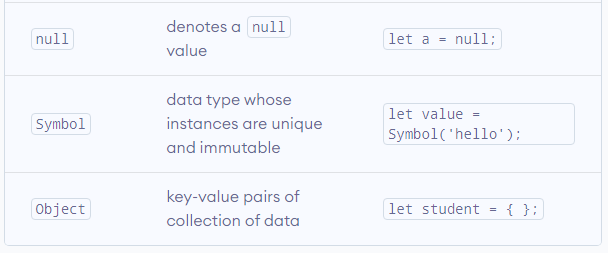 null
denotes a null
value
let a = null;
Symbol
data type whose
instances are unique
and immutable
let value =
Symbol('hello');
Object
key-value pairs of
collection of data
let student = { };